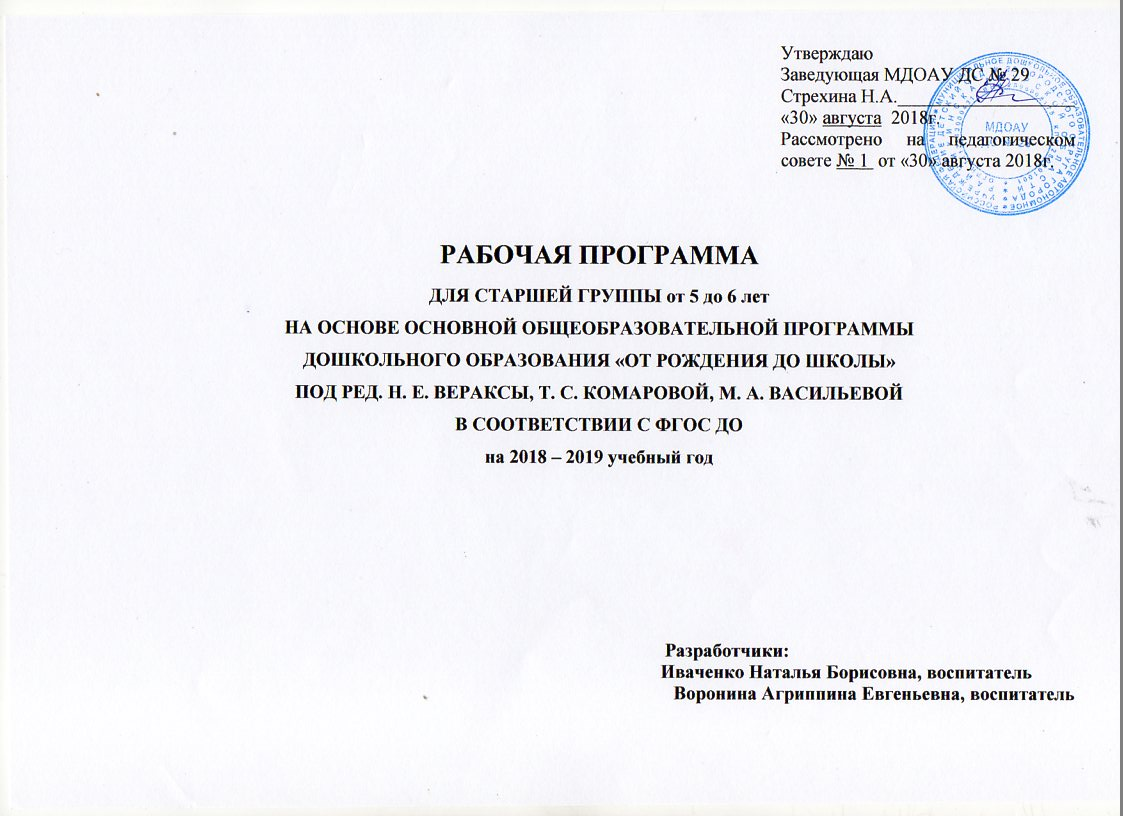 Утверждаю
Заведующая МДОАУ ДС № 29
Стрехина Н.А.____________________
«30» августа 2018г.
Рассмотрено на педагогическом
совете № 1 от «30» августа 2018г.
МДОАУ
РАБОЧАЯ ПРОГРАММА
ДЛЯ СТАРШЕЙ ГРУППЫ от 5 до 6 лет
НА ОСНОВЕ ОСНОВНОЙ ОБЩЕОБРАЗОВАТЕЛЬНОЙ ПРОГРАММЫ
ДОШКОЛЬНОГО ОБРАЗОВАНИЯ «ОТ РОЖДЕНИЯ ДО ШКОЛЫ»
ПОД РЕД. Н. Е. ВЕРАКСЫ, Т. С. КОМАРОВОЙ, М. А. ВАСИЛЬЕВОЙ
В СООТВЕТСТВИИ С ФГОС ДО
на 2018 – 2019 учебный год
Разработчики:
Иваченко Наталья Борисовна, воспитатель
Воронина Агриппина Евгеньевна, воспитатель